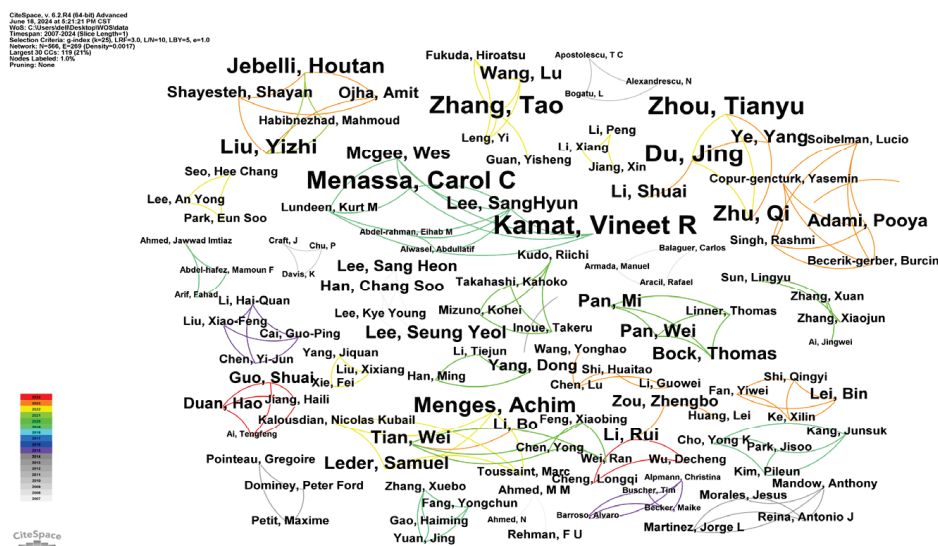 CiteSpace, v. 6.2.R4 (64-bit) Advanced
June 18, 2024 at 5:21:21 PM CST
WoS: C:\Users\dell\Desktop\WOS\data
Timespan: 2007-2024 (Slice Length=1)
Selection Criteria: g-index (k=25), LRF=3.0, L/N=10, LBY=5, e=1.0
Network: N=566, E=269 (Density=0.0017)
Largest 30 CCs: 119 (21%)
Nodes Labeled: 1.0%
Pruning: None
Jebelli, Houtan
Shayesteh, Shayan
Ojha, Amit
Habibnezhad, Mahmoud
Liu, Yizhi
Fukuda, Hiroatsu
Wang, Lu
Zhang, Tao
Leng, Yi
Guan, Yisheng
Apostolescu, T C
Alexandrescu, N
Bogatu, L
Li, Peng
Li, Xiang
Jiang, Xin
Zhou, Tianyu
Ye, Yang
Du, Jing
Li, Shuai
Zhu, Qi
Soibelman, Lucio
Copur-gencturk, Yasemin
Adami, Pooya
Singh, Rashmi
Becerik-gerber, Burcin
Seo, Hee Chang
Lee, An Yong
Park, Eun Soo
Mcgee, Wes
Menassa, Carol C
Lundeen, Kurt M
Lee, SangHyun
Kamat, Vineet R
Abdel-rahman, Eihab M
Alwasel, Abdullatif
Ahmed, Jawwad Imtiaz
Abdel-hafez, Mamoun F
Arif, Fahad
Craft, J
Chu, P
Davis, K
Lee, Sang Heon
Han, Chang Soo
Lee, Kye Young
Lee, Seung Yeol
Kudo, Riichi
Takahashi, Kahoko
Mizuno, Kohei
Inoue, Takeru
Balaguer, Carlos
Armada, Manuel
Aracil, Rafael
Pan, Mi
Linner, Thomas
Pan, Wei
Bock, Thomas
Sun, Lingyu
Zhang, Xuan
Zhang, Xiaojun
Ai, Jingwei
Li, Hai-Quan
Liu, Xiao-Feng
Cai, Guo-Ping
Chen, Yi-Jun
Yang, Jiquan
Liu, Xixiang
Xie, Fei
Li, Tiejun
Yang, Dong
Han, Ming
Wang, Yonghao
Shi, Huaitao
Chen, Lu
Li, Guowei
Zou, Zhengbo
Shi, Qingyi
Fan, Yiwei
Lei, Bin
Huang, Lei
Ke, Xilin
Guo, Shuai
Duan, Hao
Jiang, Haili
Ai, Tengfeng
Kalousdian, Nicolas Kubail
Menges, Achim
Tian, Wei
Leder, Samuel
Li, Bo
Feng, Xiaobing
Chen, Yong
Toussaint, Marc
Li, Rui
Wei, Ran
Wu, Decheng
Cheng, Longqi
Cho, Yong K
Park, Jisoo
Kang, Junsuk
Kim, Pileun
Pointeau, Gregoire
Dominey, Peter Ford
Petit, Maxime
Zhang, Xuebo
Fang, Yongchun
Gao, Haiming
Yuan, Jing
Ahmed, M M
Ahmed, N
Rehman, F U
Alpmann, Christina
Buscher, Tim
Becker, Maike
Barroso, Alvaro
Mandow, Anthony
Morales, Jesus
Reina, Antonio J
Martinez, Jorge L
CiteSpace